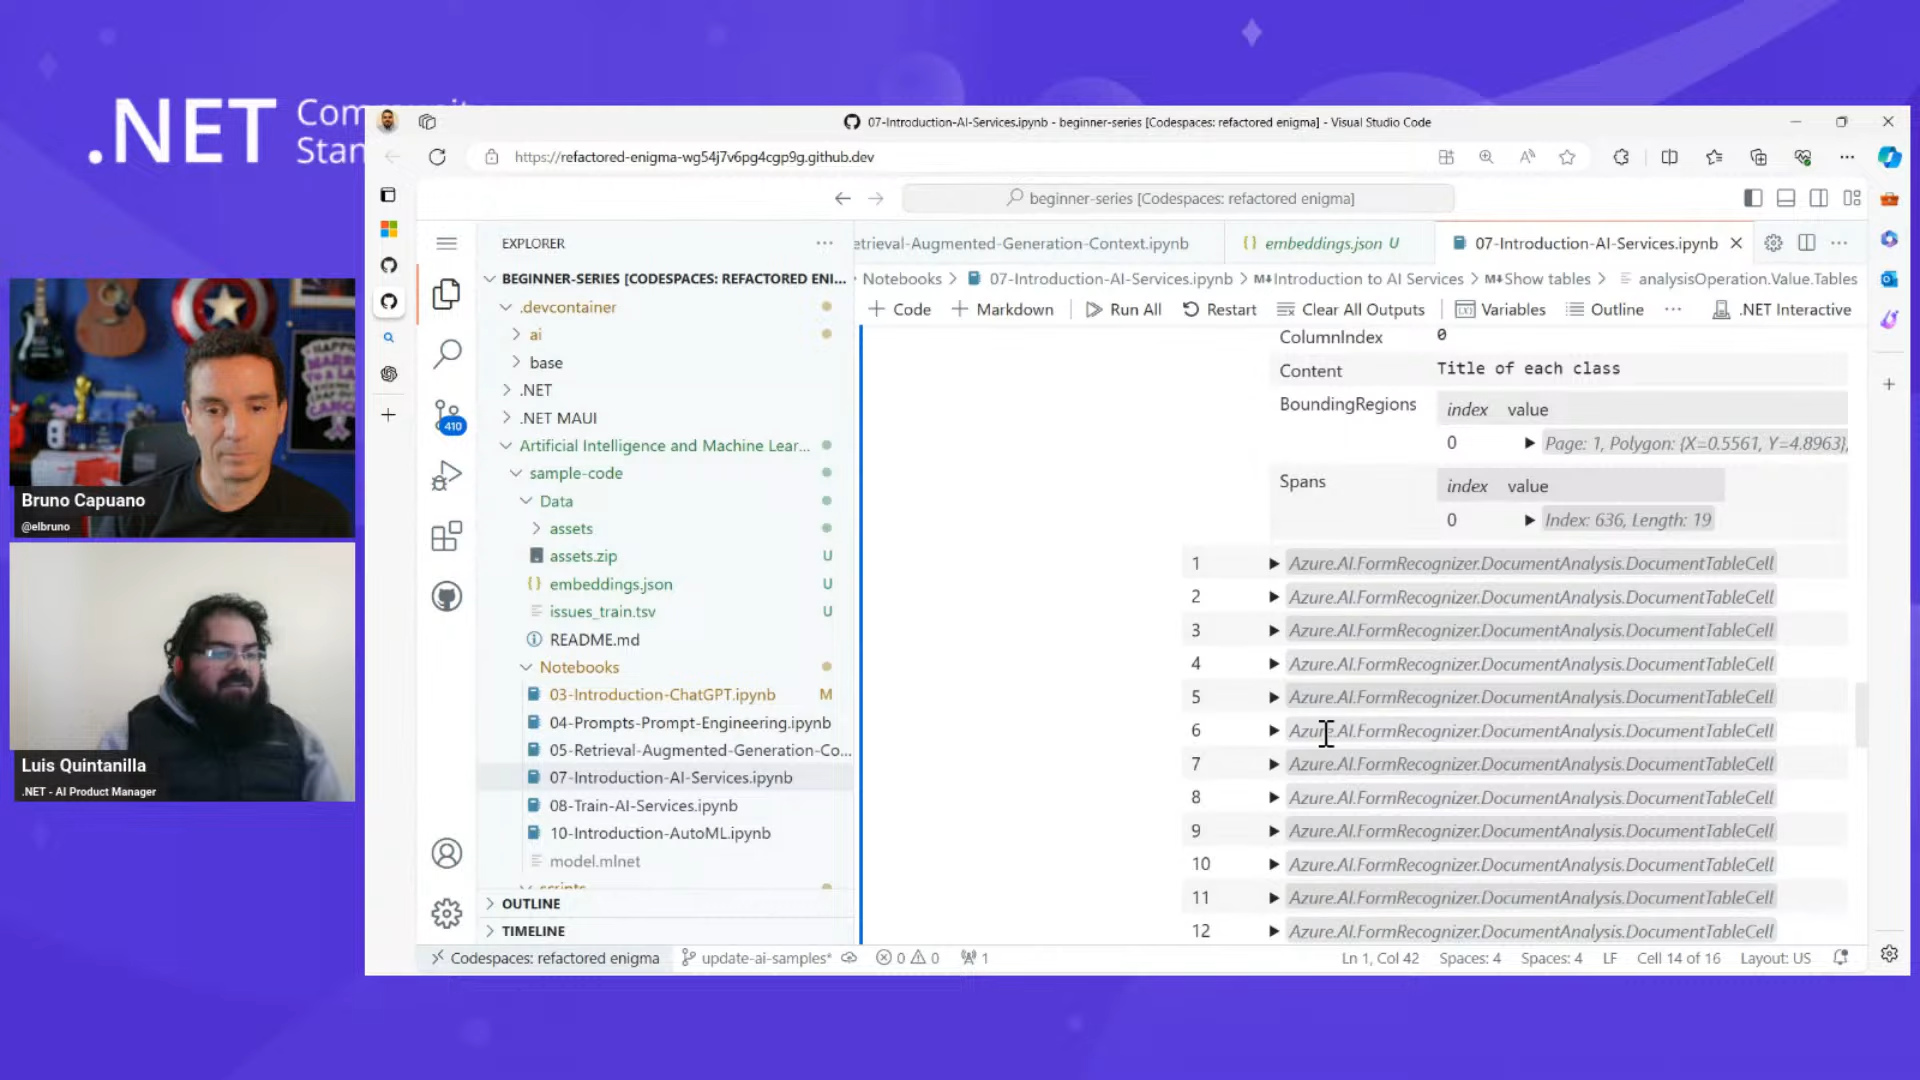 .NET Com
Stan
07-Introduction-AI-Services.ipynb - beginner-series [Codespaces: refactored enigma] - Visual Studio Code
https://refactored-enigma-wg54j7v6pg4cgp9g.github.dev
beginner-series [Codespaces: refactored enigma]
EXPLORER
etrieval-Augmented-Generation-Context.ipynb
embeddings.json U
07-Introduction-AI-Services.ipynb
BEGINNER-SERIES [CODESPACES: REFACTORED ENI...
Notebooks > 07-Introduction-AI-Services.ipynb > M↓Introduction to AI Services > M↓Show tables > analysisOperation.Value.Tables
+ Code + Markdown Run All Restart Clear All Outputs Variables Outline ... .NET Interactive
.devcontainer
ai
base
.NET
.NET MAUI
Artificial Intelligence and Machine Lear...
sample-code
Data
assets
assets.zip U
embeddings.json U
issues_train.tsv U
README.md
Notebooks
03-Introduction-ChatGPT.ipynb M
04-Prompts-Prompt-Engineering.ipynb
05-Retrieval-Augmented-Generation-Co...
07-Introduction-AI-Services.ipynb
08-Train-AI-Services.ipynb
10-Introduction-AutoML.ipynb
model.mlnet
scripts
OUTLINE
TIMELINE
410
ColumnIndex 0
Content Title of each class
BoundingRegions index value
0 Page: 1, Polygon: {X=0.5561, Y=4.8963},
Spans index value
0 Index: 636, Length: 19
1 Azure.AI.FormRecognizer.DocumentAnalysis.DocumentTableCell
2 Azure.AI.FormRecognizer.DocumentAnalysis.DocumentTableCell
3 Azure.AI.FormRecognizer.DocumentAnalysis.DocumentTableCell
4 Azure.AI.FormRecognizer.DocumentAnalysis.DocumentTableCell
5 Azure.AI.FormRecognizer.DocumentAnalysis.DocumentTableCell
6 Azure.AI.FormRecognizer.DocumentAnalysis.DocumentTableCell
7 Azure.AI.FormRecognizer.DocumentAnalysis.DocumentTableCell
8 Azure.AI.FormRecognizer.DocumentAnalysis.DocumentTableCell
9 Azure.AI.FormRecognizer.DocumentAnalysis.DocumentTableCell
10 Azure.AI.FormRecognizer.DocumentAnalysis.DocumentTableCell
11 Azure.AI.FormRecognizer.DocumentAnalysis.DocumentTableCell
12 Azure.AI.FormRecognizer.DocumentAnalysis.DocumentTableCell
Codespaces: refactored enigma update-ai-samples* 0 0 1 Ln 1, Col 42 Spaces: 4 Spaces: 4 LF Cell 14 of 16 Layout: US
Bruno Capuano
@elbruno
Luis Quintanilla
.NET - AI Product Manager